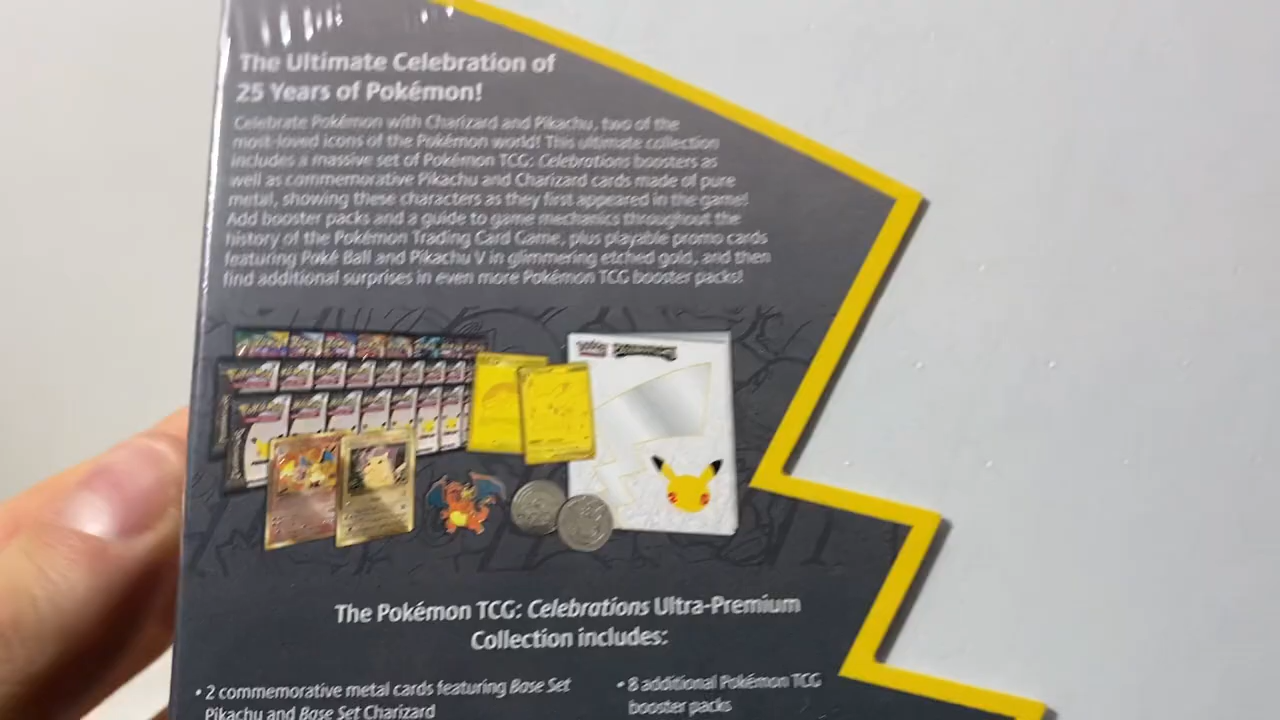 The Ultimate Celebration of
25 Years of Pokémon!
Celebrate Pokémon with Charizard and Pikachu, two of the
most-loved icons of the Pokémon world! This ultimate collection
includes a massive set of Pokémon TCG: Celebrations boosters as
well as commemorative Pikachu and Charizard cards made of pure
metal, showing these characters as they first appeared in the game!
Add booster packs and a guide to game mechanics throughout the
history of the Pokémon Trading Card Game, plus playable promo cards
featuring Poké Ball and Pikachu V in glimmering etched gold, and then
find additional surprises in even more Pokémon TCG booster packs!
The Pokémon TCG: Celebrations Ultra-Premium
Collection includes:
• 2 commemorative metal cards featuring Base Set
Pikachu and Base Set Charizard
• 8 additional Pokémon TCG
booster packs